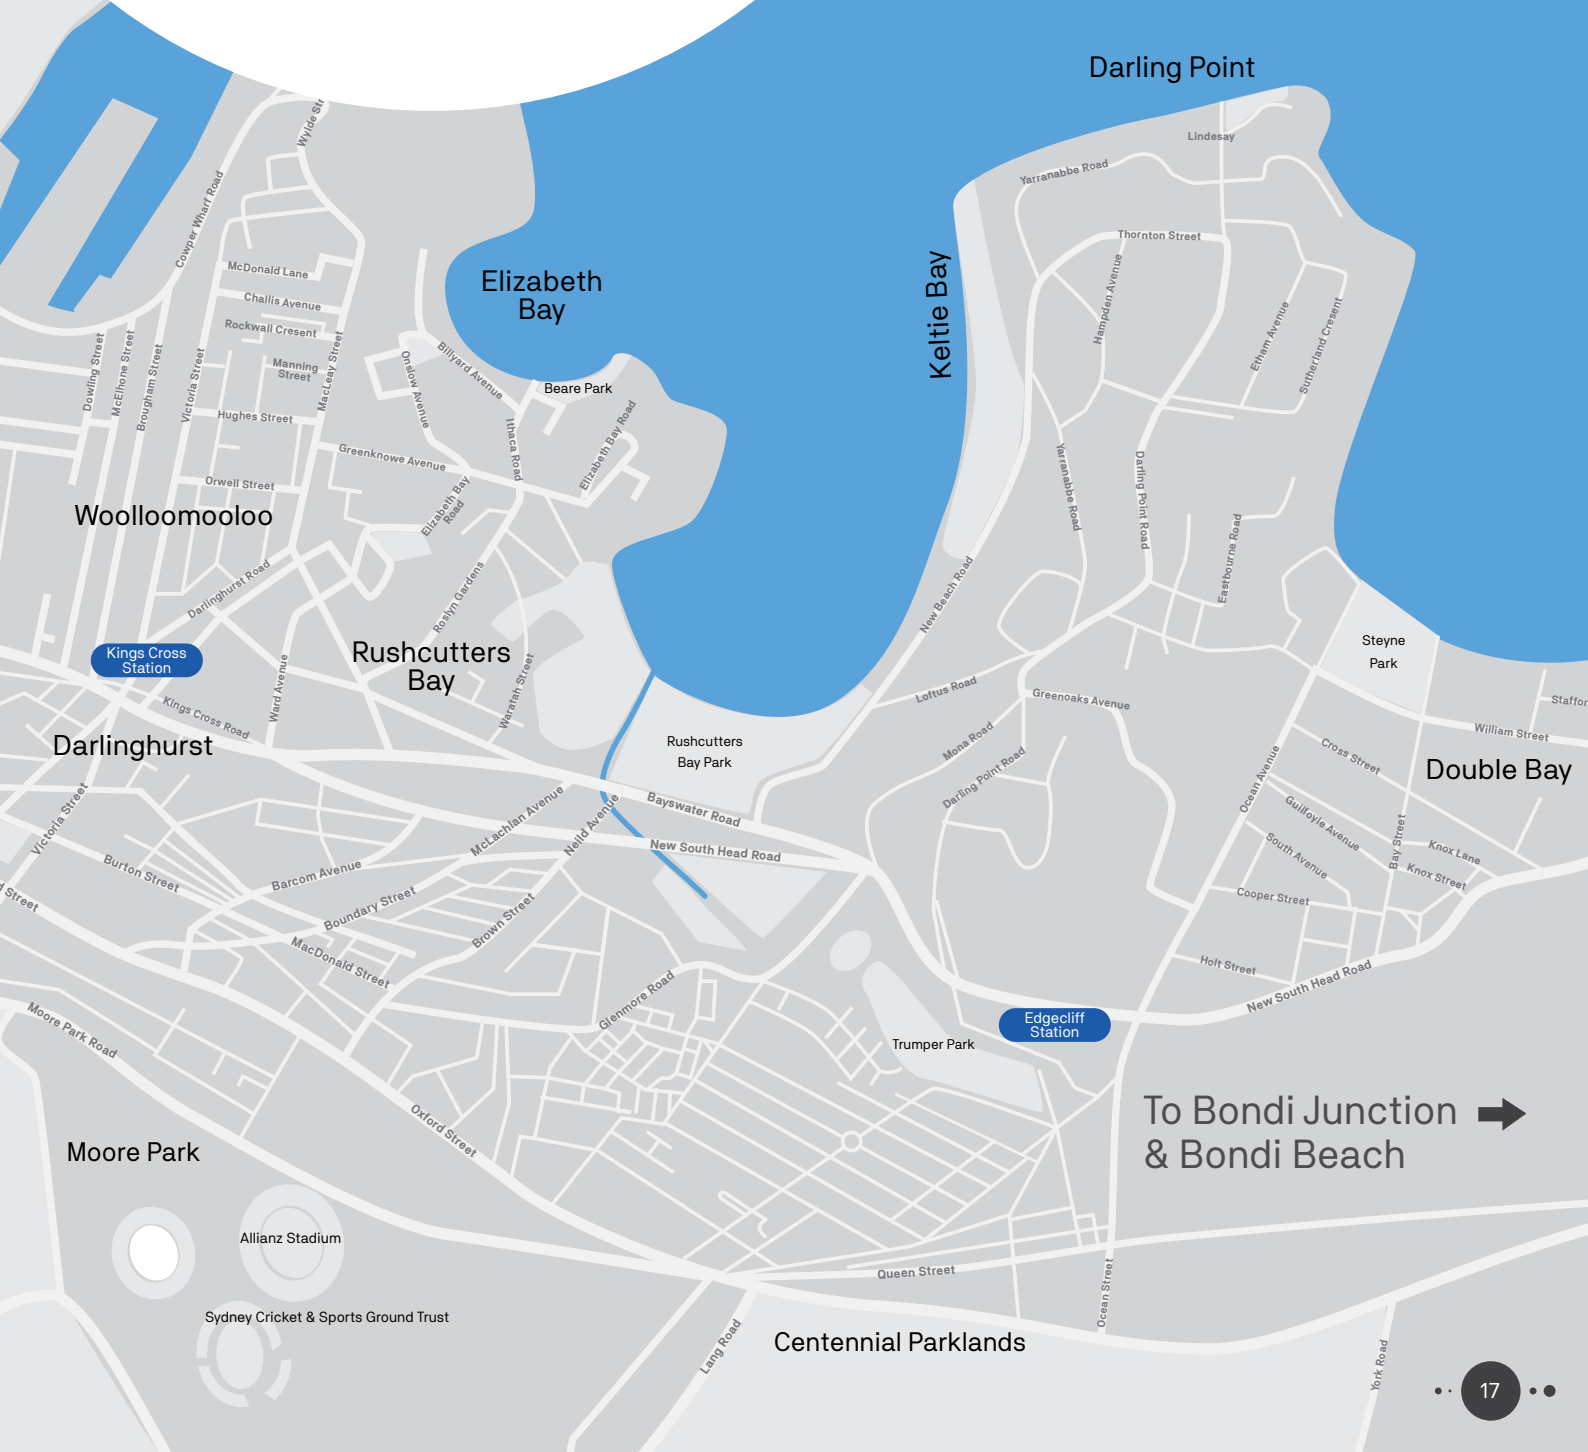 Darling Point
Lindesay
Wylde Str
Yarranabbe Road
Cowper Wharf Road
Thornton Street
McDonald Lane
Elizabeth
Bay
Keltie Bay
Hampden Avenue
Challis Avenue
Rockwall Cresent
Etham Avenue
Sutherland Cresent
Manning
Street
Dowling Street
McElhone Street
Brougham Street
Victoria Street
MacLeay Street
Onslow Avenue
Billyard Avenue
Beare Park
Hughes Street
Ithaca Road
Elizabeth Bay Road
Greenknowe Avenue
Orwell Street
Elizabeth Bay
Road
Yarranabbe Road
Darling Point Road
Woolloomooloo
Eastbourne Road
Darlinghurst Road
Roslyn Gardens
New Beach Road
Kings Cross
Station
Rushcutters
Bay
Steyne
Park
Ward Avenue
Waratah Street
Loftus Road
Greenoaks Avenue
Staffor
Kings Cross Road
Darlinghurst
Rushcutters
Bay Park
Mona Road
William Street
Cross Street
Double Bay
Darling Point Road
Ocean Avenue
Victoria Street
McLachlan Avenue
Neild Avenue
Bayswater Road
Guilfoyle Avenue
Bay Street
South Avenue
Knox Lane
Knox Street
New South Head Road
Burton Street
Barcom Avenue
Cooper Street
d Street
Boundary Street
Brown Street
MacDonald Street
Holt Street
New South Head Road
Glenmore Road
Moore Park Road
Edgecliff
Station
Trumper Park
Oxford Street
To Bondi Junction
& Bondi Beach
Moore Park
Allianz Stadium
Queen Street
Ocean Street
Sydney Cricket & Sports Ground Trust
Lang Road
Centennial Parklands
York Road
17